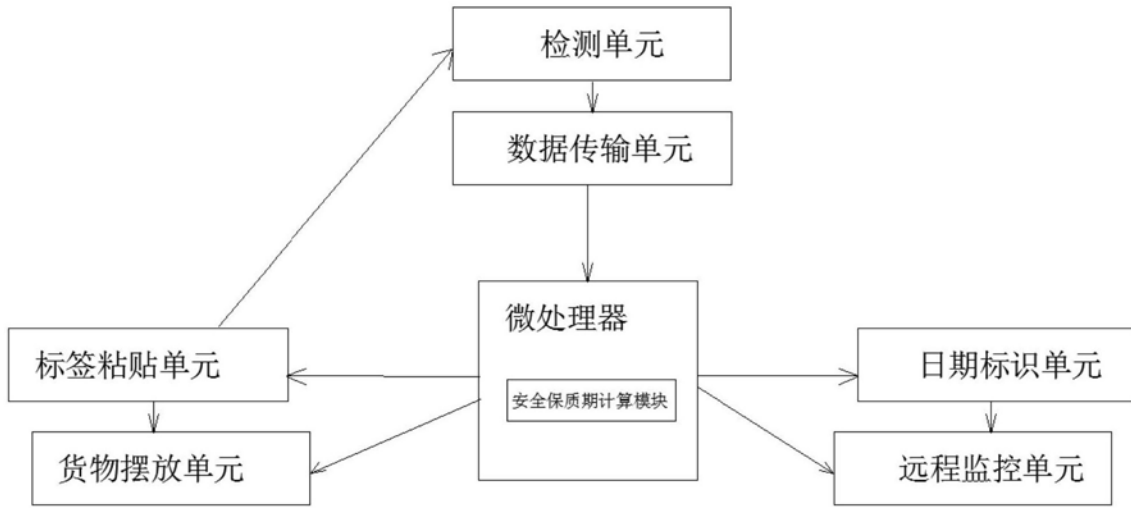 检测单元
数据传输单元
微处理器
安全保质期计算模块
标签粘贴单元
日期标识单元
货物摆放单元
远程监控单元